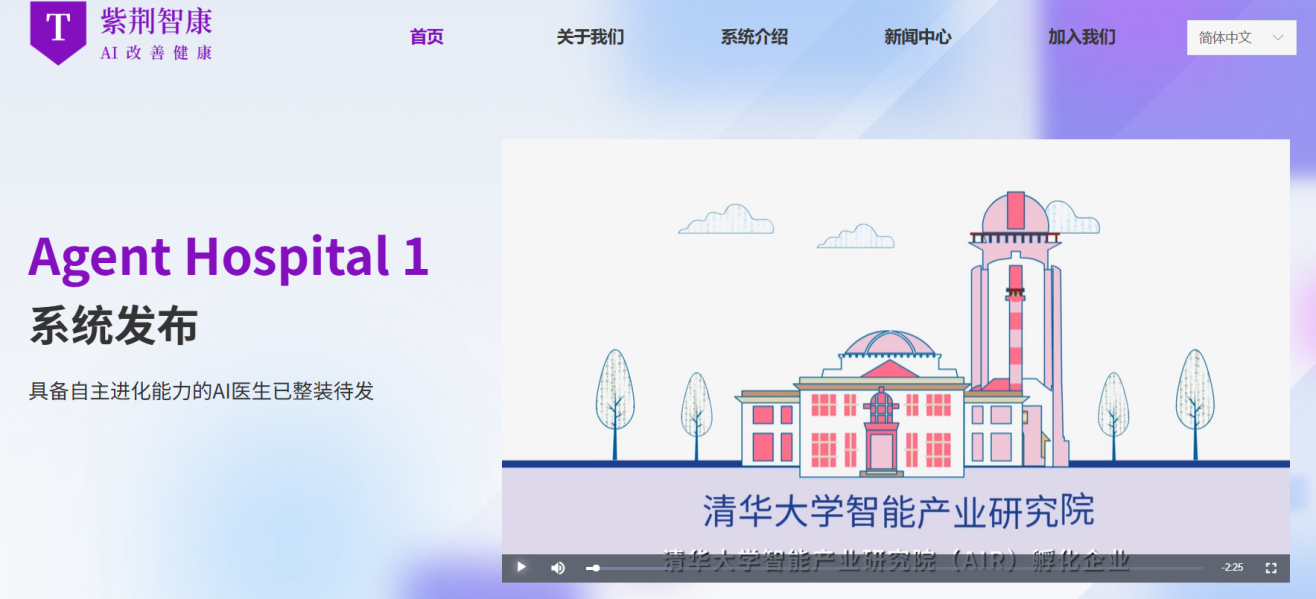 T
紫荆智康
AI 改 善 健 康
首页 关于我们 系统介绍 新闻中心 加入我们 简体中文
Agent Hospital 1
系统发布
具备自主进化能力的AI医生已整装待发
清华大学智能产业研究院
清华大学智能产业研究院（AIR）孵化企业
-2:25